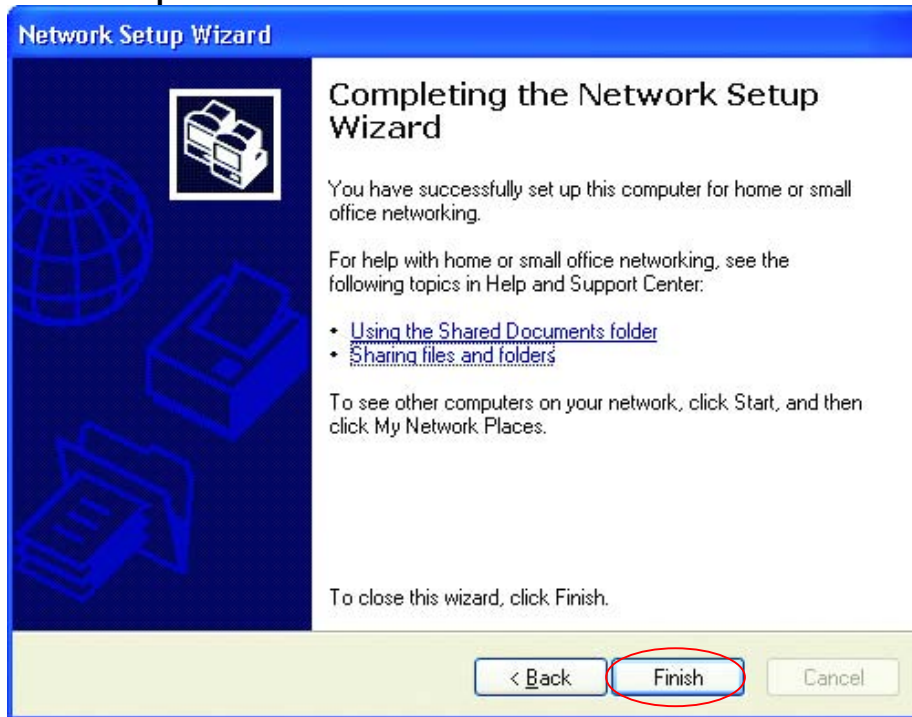 Network Setup Wizard
Completing the Network Setup
Wizard
You have successfully set up this computer for home or small
office networking.
For help with home or small office networking, see the
following topics in Help and Support Center:
• Using the Shared Documents folder
• Sharing files and folders
To see other computers on your network, click Start, and then
click My Network Places.
To close this wizard, click Finish.
< Back Finish Cancel